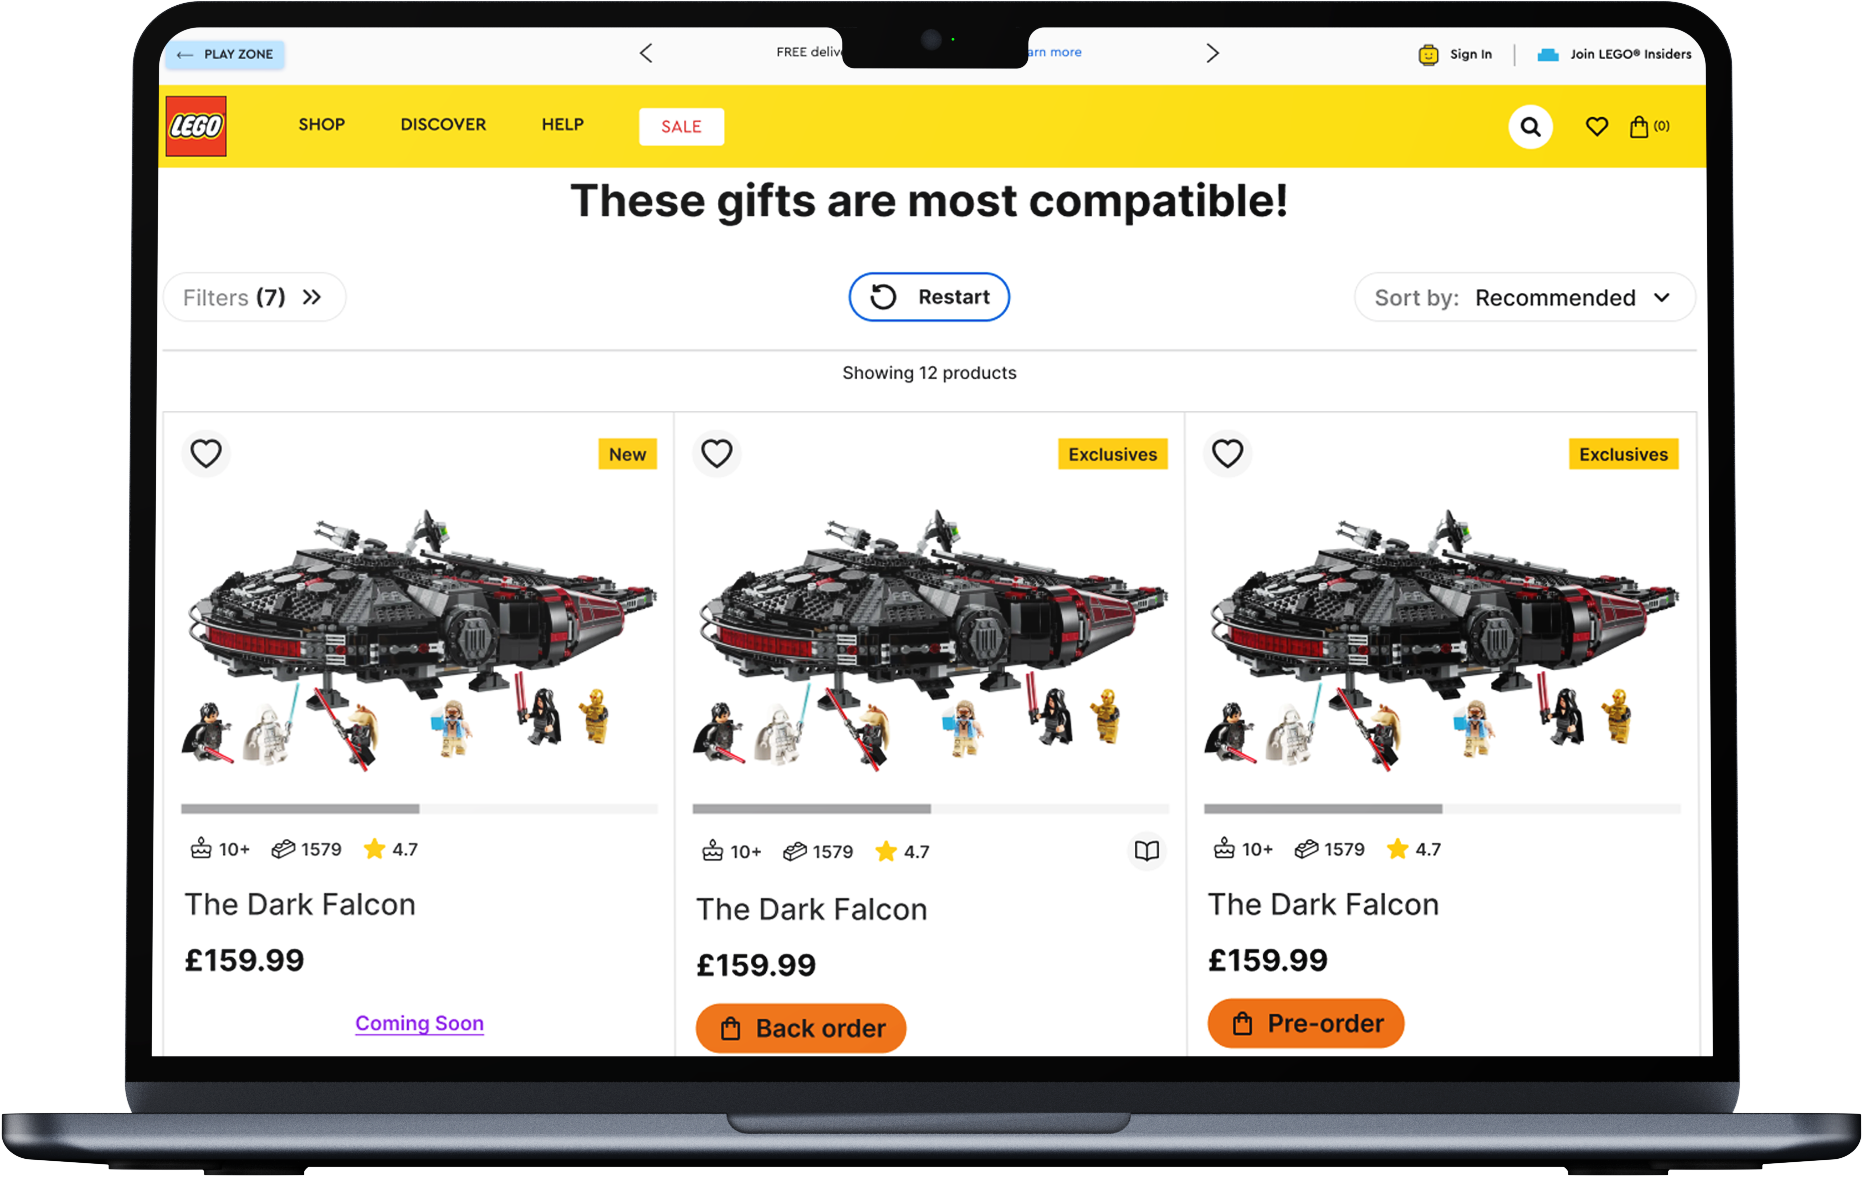 PLAY ZONE
FREE
more
Sign In
Join LEGO® Insiders
LEGO
SHOP
DISCOVER
HELP
SALE
(0)
These gifts are most compatible!
Filters (7)
Restart
Sort by: Recommended
Showing 12 products
New
Exclusives
Exclusives
10+ 1579 4.7
10+ 1579 4.7
10+ 1579 4.7
The Dark Falcon
The Dark Falcon
The Dark Falcon
£159.99
£159.99
£159.99
Coming Soon
Back order
Pre-order